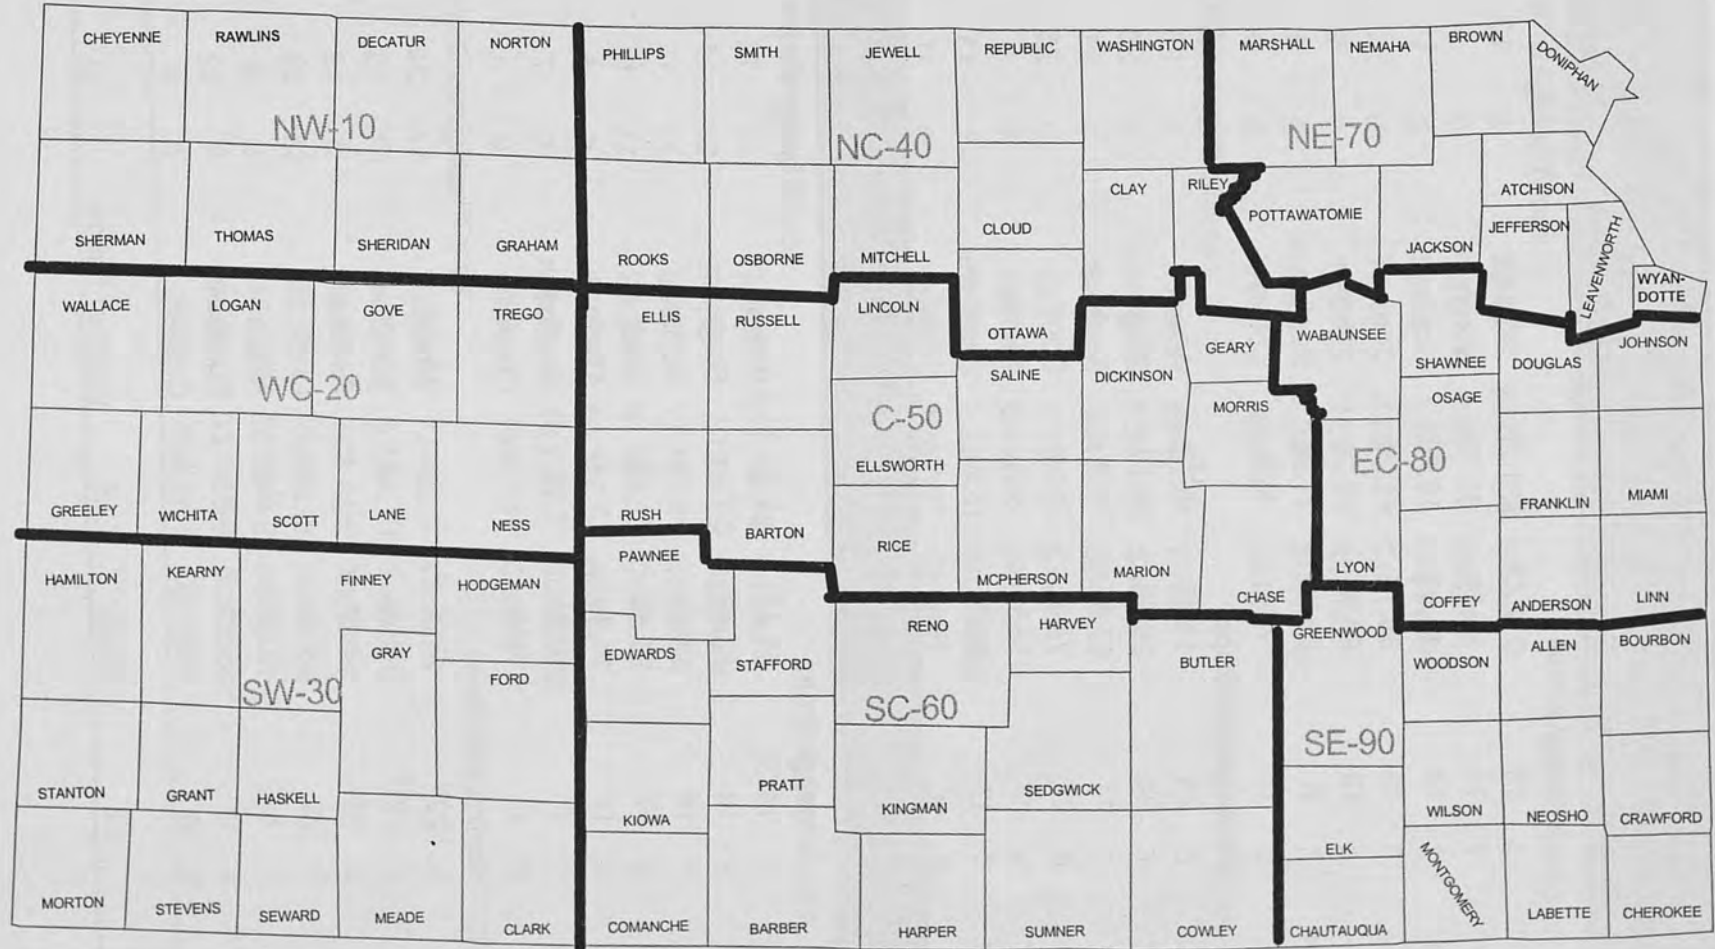 CHEYENNE RAWLINS DECATUR NORTON PHILLIPS SMITH JEWELL REPUBLIC WASHINGTON MARSHALL NEMAHA BROWN DONIPHAN
NW-10 NC-40 NE-70
SHERMAN THOMAS SHERIDAN GRAHAM ROOKS OSBORNE MITCHELL CLOUD CLAY RILEY POTTAWATOMIE JACKSON ATCHISON
JEFFERSON LEAVENWORTH WYAN-
DOTTE
WALLACE LOGAN GOVE TREGO ELLIS RUSSELL LINCOLN OTTAWA GEARY WABAUNSEE SHAWNEE DOUGLAS JOHNSON
WC-20 C-50 SALINE DICKINSON MORRIS OSAGE
ELLSWORTH EC-80
GREELEY WICHITA SCOTT LANE NESS RUSH BARTON RICE FRANKLIN MIAMI
HAMILTON KEARNY FINNEY HODGEMAN PAWNEE MCPHERSON MARION CHASE LYON COFFEY ANDERSON LINN
GRAY FORD EDWARDS STAFFORD RENO HARVEY BUTLER GREENWOOD WOODSON ALLEN BOURBON
SW-30 SC-60 SE-90
STANTON GRANT HASKELL KIOWA PRATT KINGMAN SEDGWICK WILSON NEOSHO CRAWFORD
ELK MONTGOMERY
MORTON STEVENS SEWARD MEADE CLARK COMANCHE BARBER HARPER SUMNER COWLEY CHAUTAUQUA LABETTE CHEROKEE